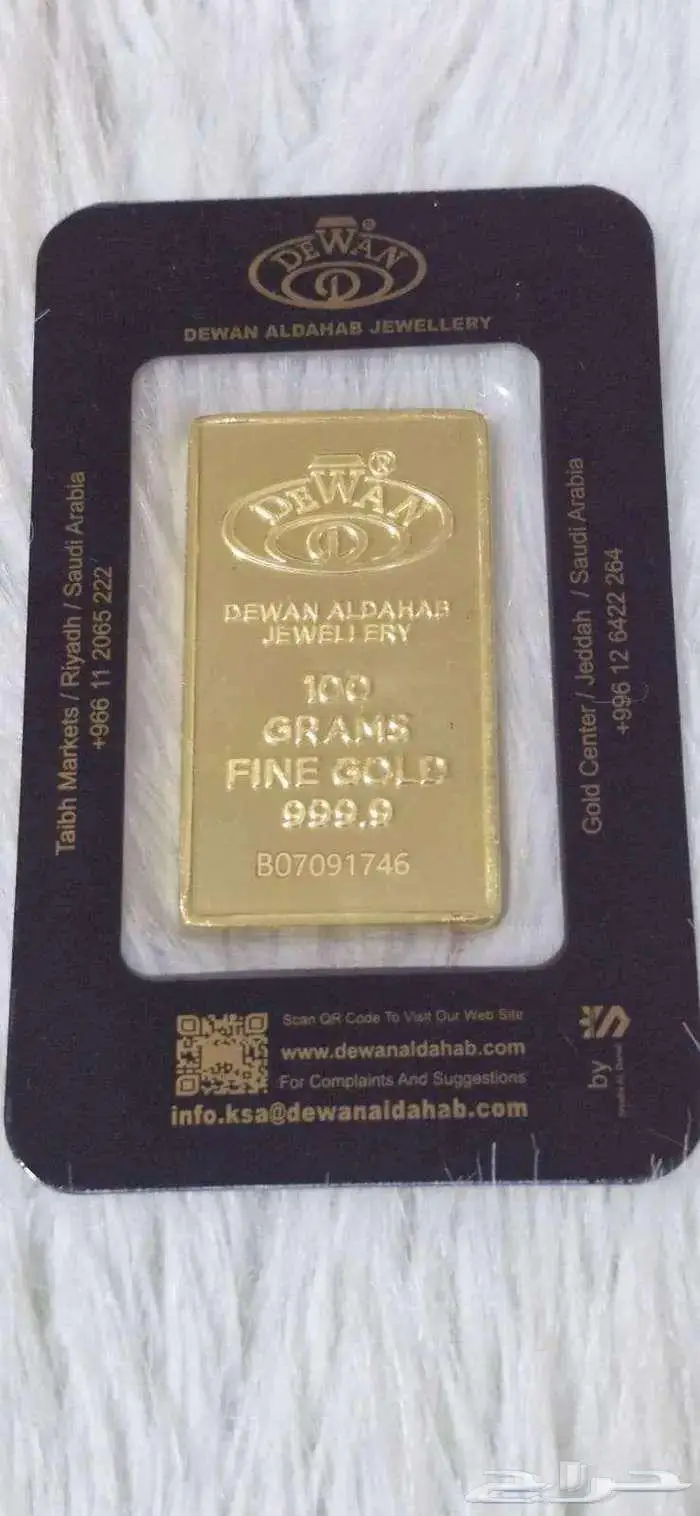 DEWAN
®
DEWAN ALDAHAB JEWELLERY
Taibh Markets / Riyadh / Saudi Arabia
+966 11 2065 222
DEWAN
®
DEWAN ALDAHAB
JEWELLERY
100
GRAMS
FINE GOLD
999.9
B07091746
Gold Center / Jeddah / Saudi Arabia
+996 12 6422 264
Scan QR Code To Visit Our Web Site
www.dewanaldahab.com
For Complaints And Suggestions
info.ksa@dewanaldahab.com
by
حراج